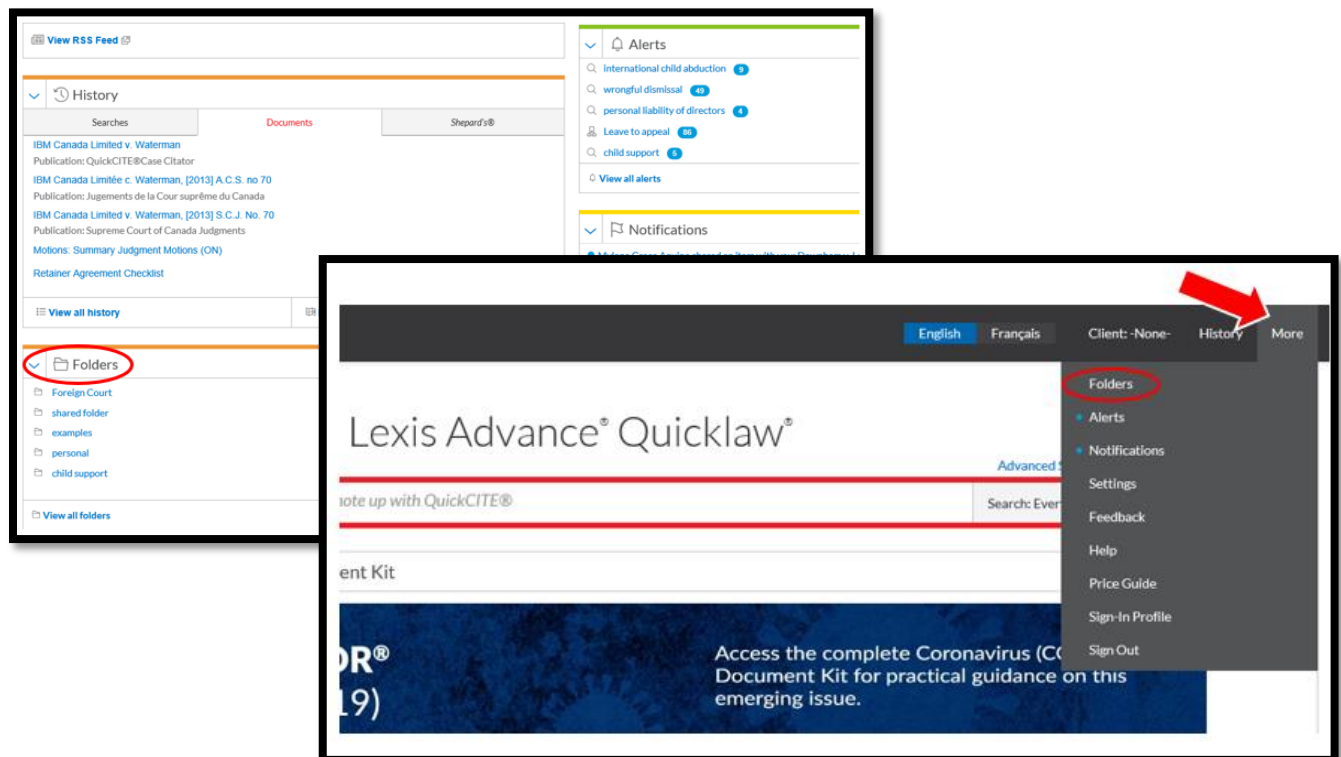 View RSS Feed
History
Searches Documents Shepard's®
IBM Canada Limited v. Waterman
Publication: QuickCITE®Case Citator
IBM Canada Limitée c. Waterman, [2013] A.C.S. no 70
Publication: Jugements de la Cour suprême du Canada
IBM Canada Limited v. Waterman, [2013] S.C.J. No. 70
Publication: Supreme Court of Canada Judgments
Motions: Summary Judgment Motions (ON)
Retainer Agreement Checklist
View all history
Folders
Foreign Court
shared folder
examples
personal
child support
View all folders
Alerts
international child abduction 9
wrongful dismissal 49
personal liability of directors 4
Leave to appeal 86
child support 5
View all alerts
Notifications
English Français Client: -None- History More
Folders
Alerts
Notifications
Settings
Feedback
Help
Price Guide
Sign-In Profile
Sign Out
Lexis Advance® Quicklaw®
Advanced
note up with QuickCITE®
Search: Ever
ent Kit
OR®
19)
Access the complete Coronavirus (CO
Document Kit for practical guidance on this
emerging issue.